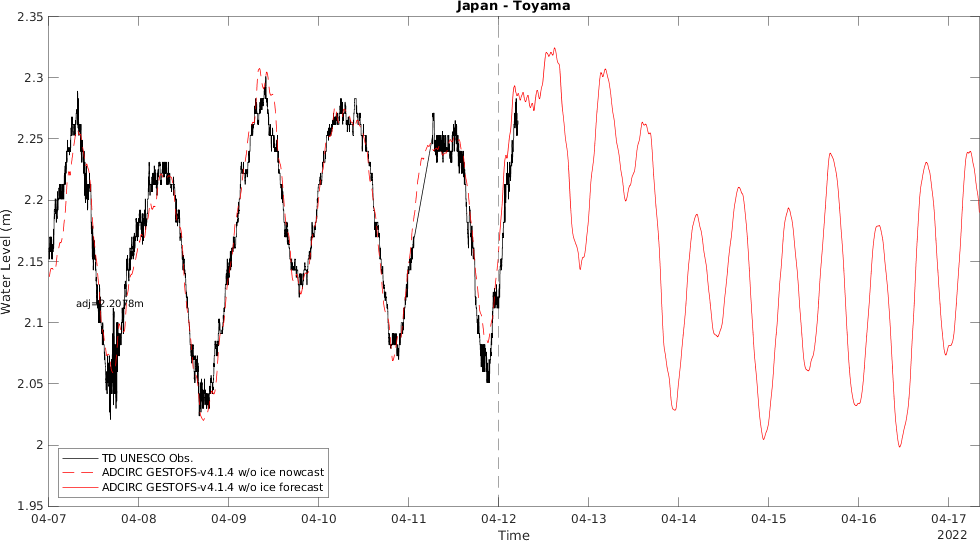 Japan - Toyama
2.35
2.3
2.25
2.2
2.15
2.1
2.05
2
1.95
Water Level (m)
adj=2.2078m
TD UNESCO Obs.
ADCIRC GESTOFS-v4.1.4 w/o ice nowcast
ADCIRC GESTOFS-v4.1.4 w/o ice forecast
04-07 04-08 04-09 04-10 04-11 04-12 04-13 04-14 04-15 04-16 04-17
Time
2022